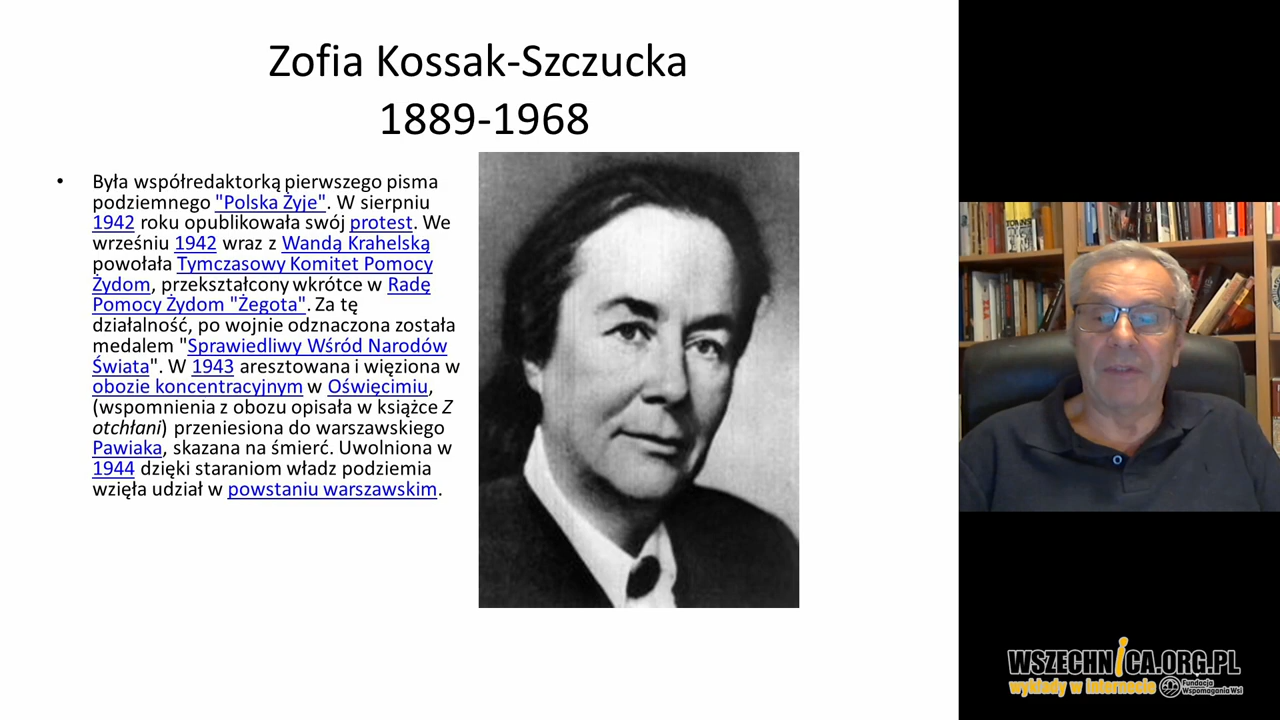 Zofia Kossak-Szczucka
1889-1968
• Była współredaktorką pierwszego pisma
podziemnego "Polska Żyje". W sierpniu
1942 roku opublikowała swój protest. We
wrześniu 1942 wraz z Wandą Krahelską
powołała Tymczasowy Komitet Pomocy
Żydom, przekształcony wkrótce w Radę
Pomocy Żydom "Żegota". Za tę
działalność, po wojnie odznaczona została
medalem "Sprawiedliwy Wśród Narodów
Świata". W 1943 aresztowana i więziona w
obozie koncentracyjnym w Oświęcimiu,
(wspomnienia z obozu opisała w książce Z
otchłani) przeniesiona do warszawskiego
Pawiaka, skazana na śmierć. Uwolniona w
1944 dzięki staraniom władz podziemia
wzięła udział w powstaniu warszawskim.
WSZECHNICA.ORG.PL
wykłady w internecie
Fundacja
Wspomagania Wsi